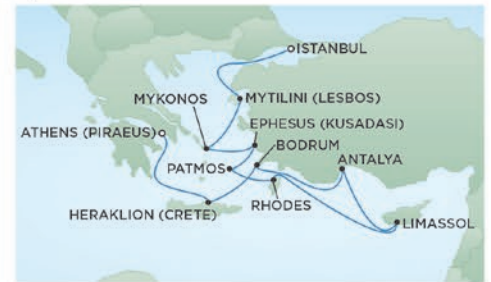 ISTANBUL
MYKONOS
MYTILINI (LESBOS)
EPHESUS (KUSADASI)
ATHENS (PIRAEUS)
BODRUM
ANTALYA
PATMOS
RHODES
HERAKLION (CRETE)
LIMASSOL